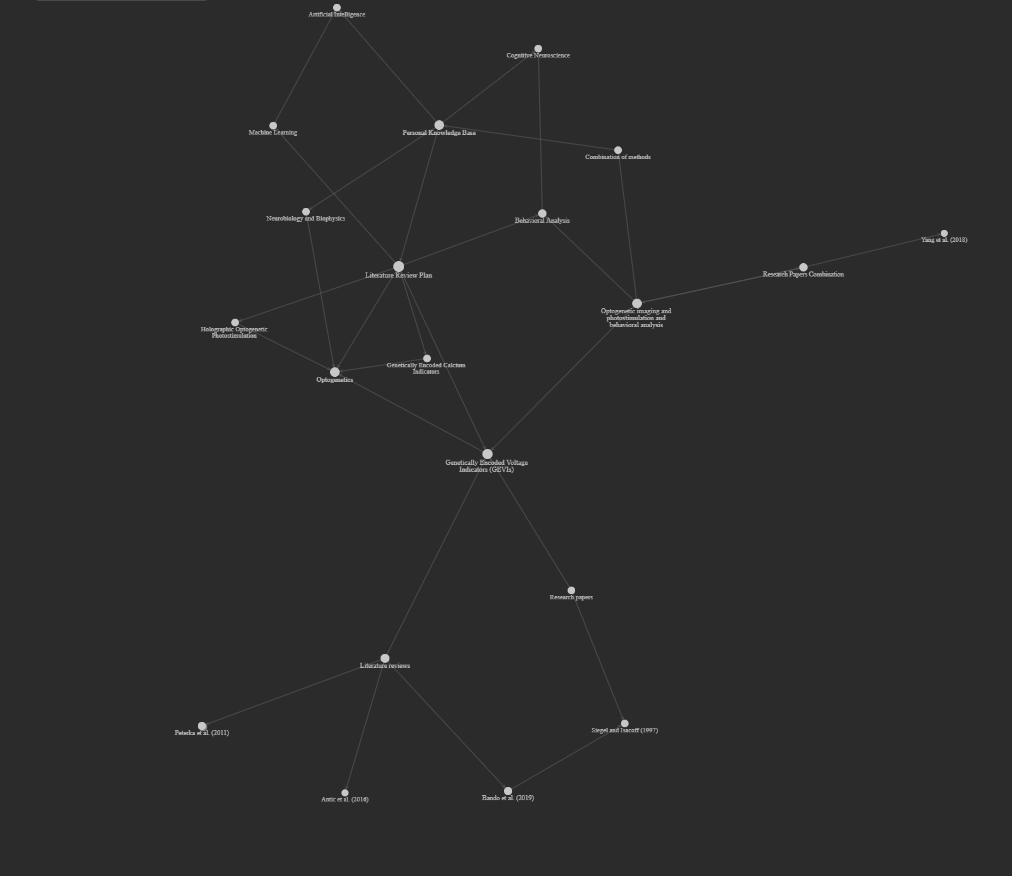 Artificial Intelligence
Cognitive Neuroscience
Machine Learning
Personal Knowledge Base
Combination of methods
Neurobiology and Biophysics
Behavioral Analysis
Yang et al. (2018)
Literature Review Plan
Research Papers Combination
Optogenetic imaging and
photostimulation and
behavioral analysis
Holographic Optogenetic
Photostimulation
Genetically Encoded Calcium
Indicators
Optogenetics
Genetically Encoded Voltage
Indicators (GEVIs)
Research papers
Literature reviews
Peterka et al. (2011)
Siegel and Isacoff (1997)
Antic et al. (2016)
Bando et al. (2019)